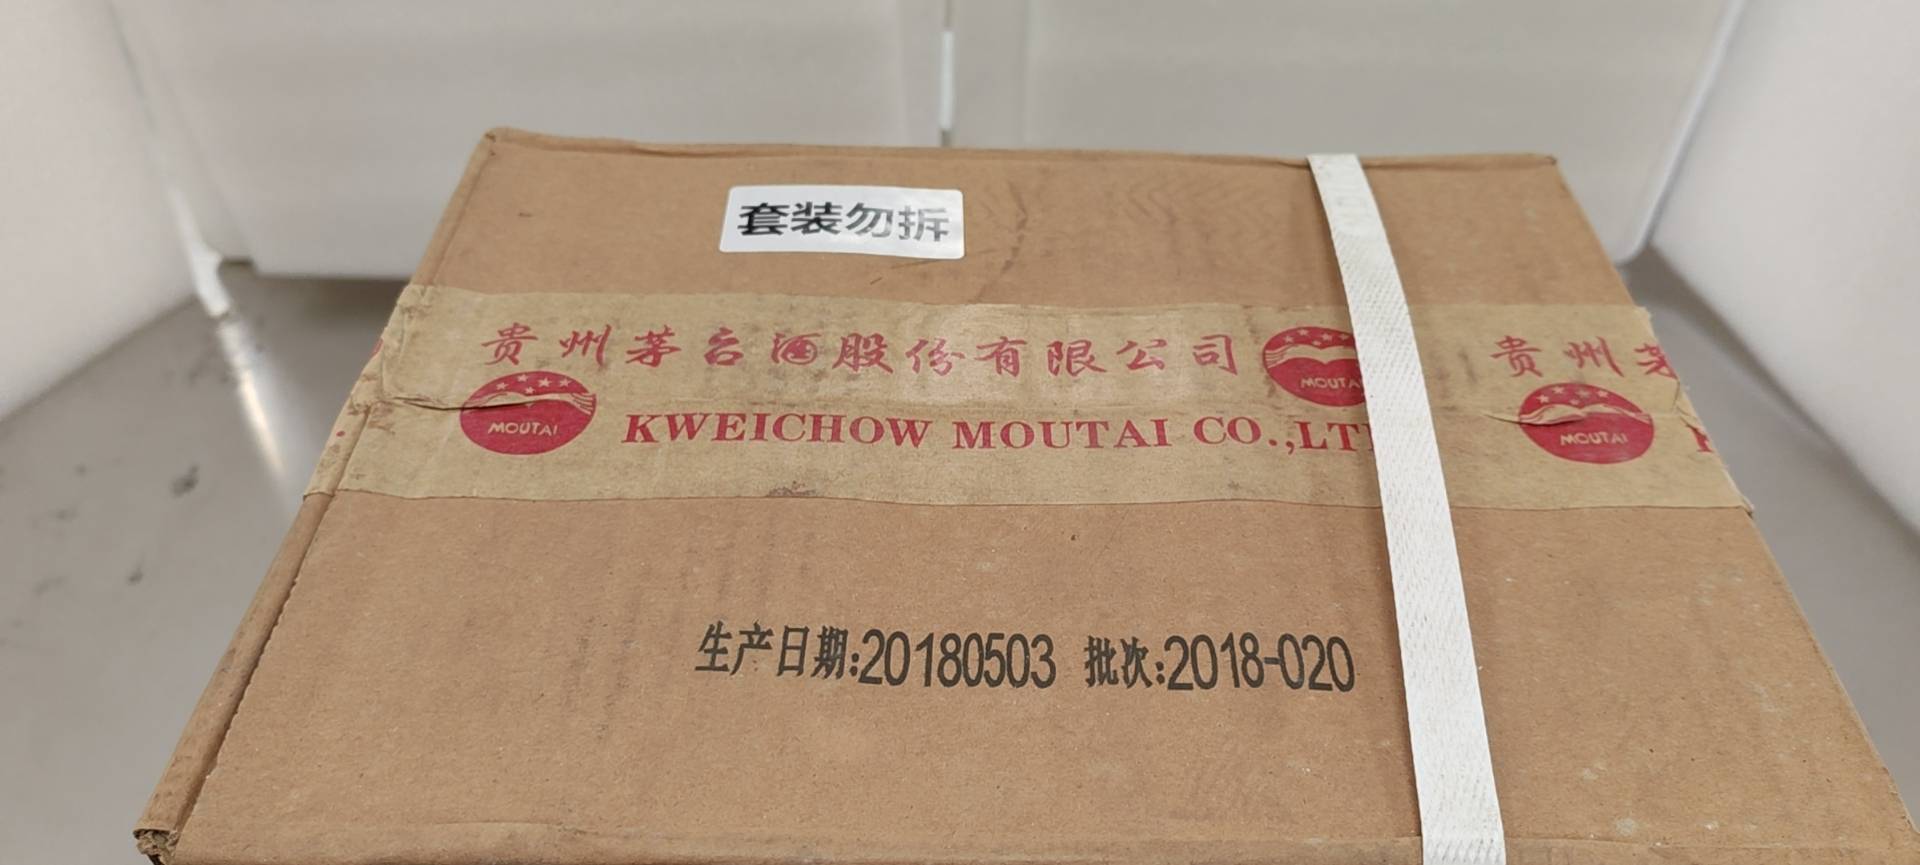 套装勿拆
贵州茅台酒股份有限公司
MOUTAI
贵州茅
MOUTAI
KWEICHOW MOUTAI CO.,LT
MOUTAI
生产日期:20180503 批次:2018-020